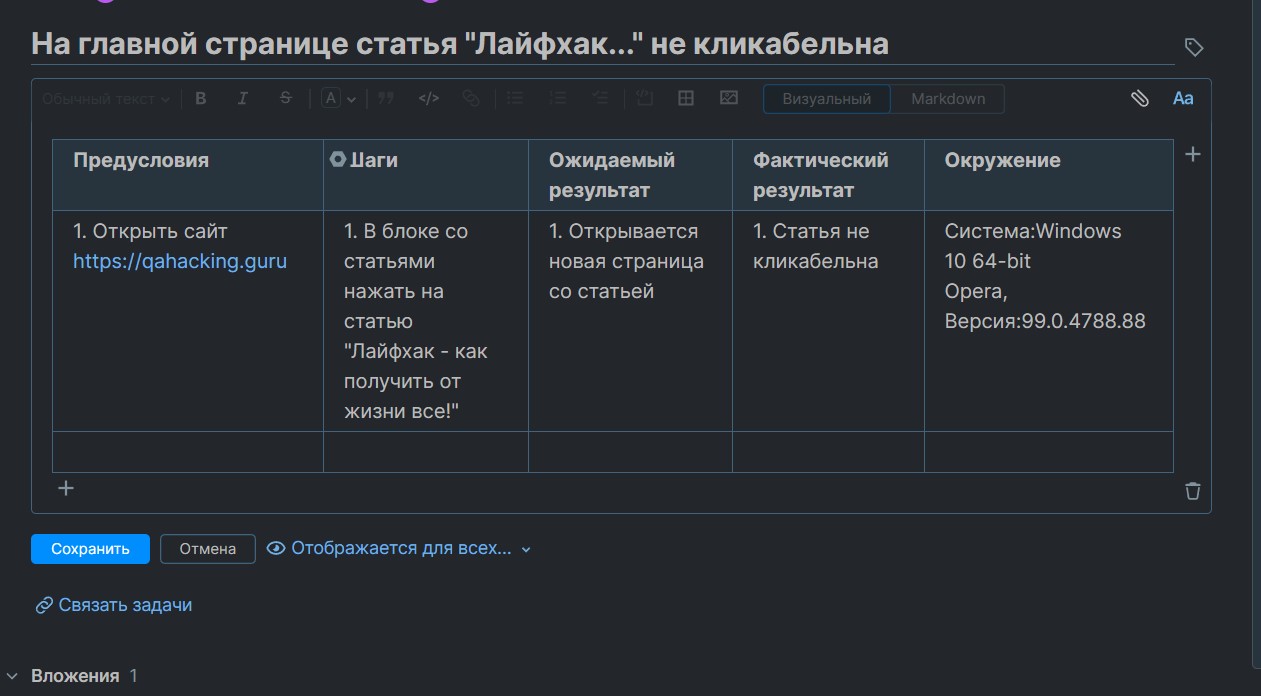 На главной странице статья "Лайфхак..." не кликабельна
Обычный текст
B I S A </> Визуальный Markdown Aa
Предусловия
Шаги
Ожидаемый
результат
Фактический
результат
Окружение
1. Открыть сайт
https://qahacking.guru
1. В блоке со
статьями
нажать на
статью
"Лайфхак - как
получить от
жизни все!"
1. Открывается
новая страница
со статьей
1. Статья не
кликабельна
Система:Windows
10 64-bit
Opera,
Версия:99.0.4788.88
Сохранить
Отмена
Отображается для всех...
Связать задачи
Вложения 1